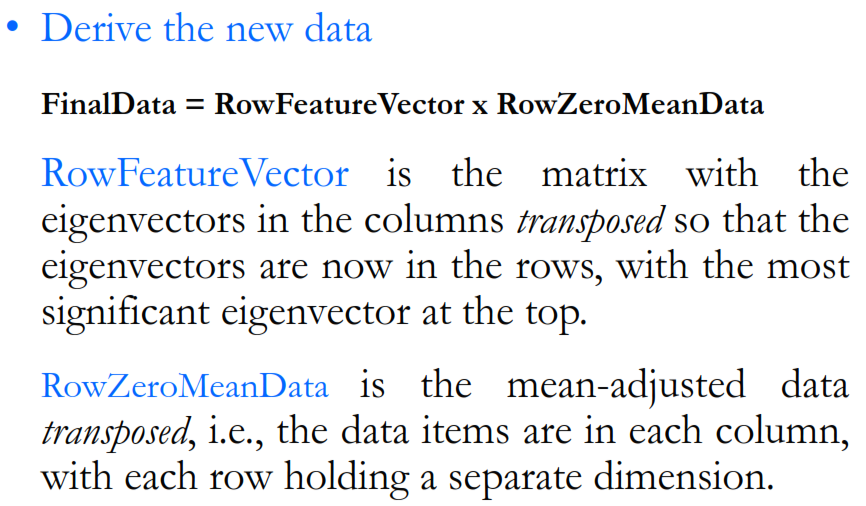 • Derive the new data
FinalData = RowFeatureVector x RowZeroMeanData
RowFeatureVector is the matrix with the
eigenvectors in the columns transposed so that the
eigenvectors are now in the rows, with the most
significant eigenvector at the top.
RowZeroMeanData is the mean-adjusted data
transposed, i.e., the data items are in each column,
with each row holding a separate dimension.